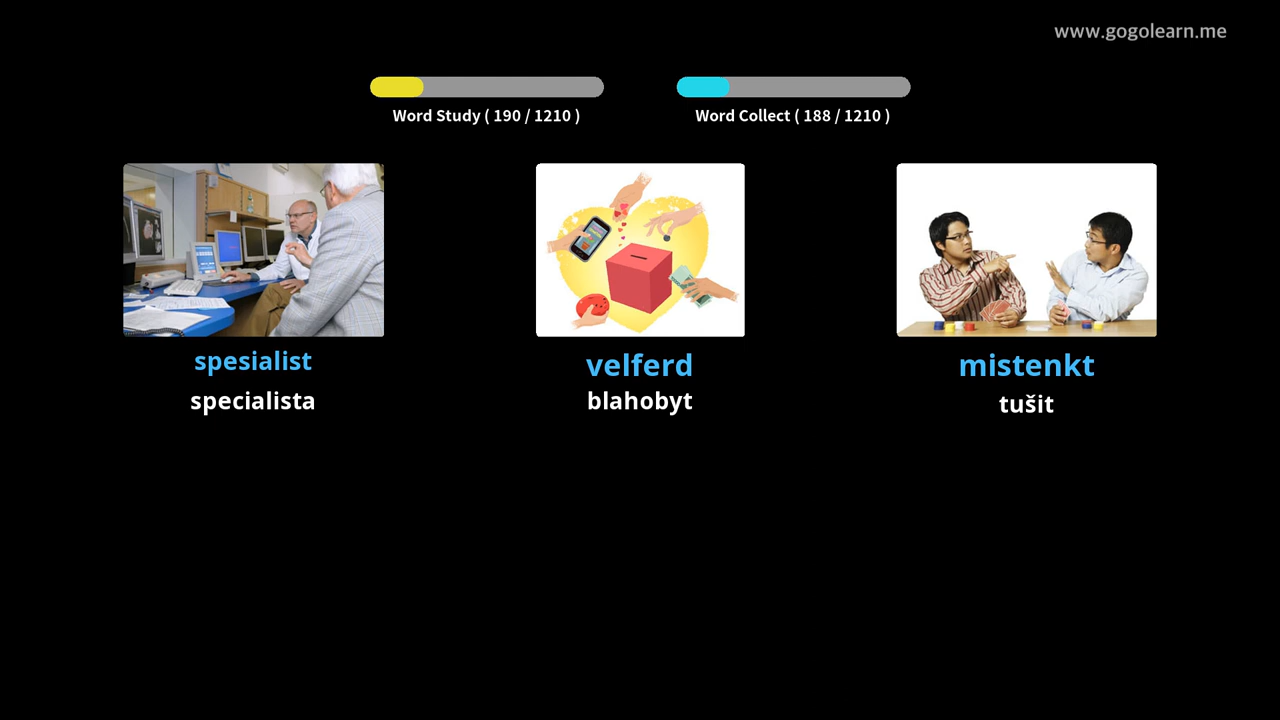 www.gogolearn.me
Word Study ( 190 / 1210 )
Word Collect ( 188 / 1210 )
spesialist
velferd
mistenkt
specialista
blahobyt
tušit